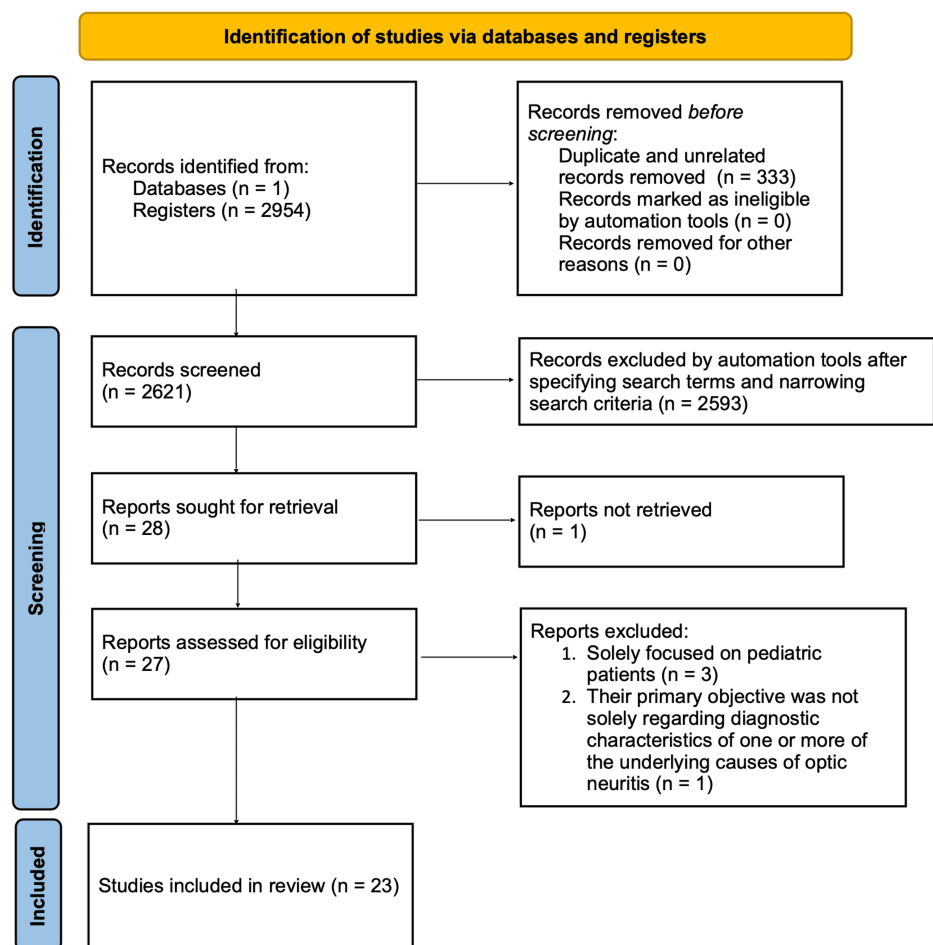 Identification of studies via databases and registers
Identification
Records identified from:
Databases (n = 1)
Registers (n = 2954)
Records removed before
screening:
Duplicate and unrelated
records removed (n = 333)
Records marked as ineligible
by automation tools (n = 0)
Records removed for other
reasons (n = 0)
Screening
Records screened
(n = 2621)
Records excluded by automation tools after
specifying search terms and narrowing
search criteria (n = 2593)
Reports sought for retrieval
(n = 28)
Reports not retrieved
(n = 1)
Reports assessed for eligibility
(n = 27)
Reports excluded:
1. Solely focused on pediatric
patients (n = 3)
2. Their primary objective was not
solely regarding diagnostic
characteristics of one or more of
the underlying causes of optic
neuritis (n = 1)
Included
Studies included in review (n = 23)